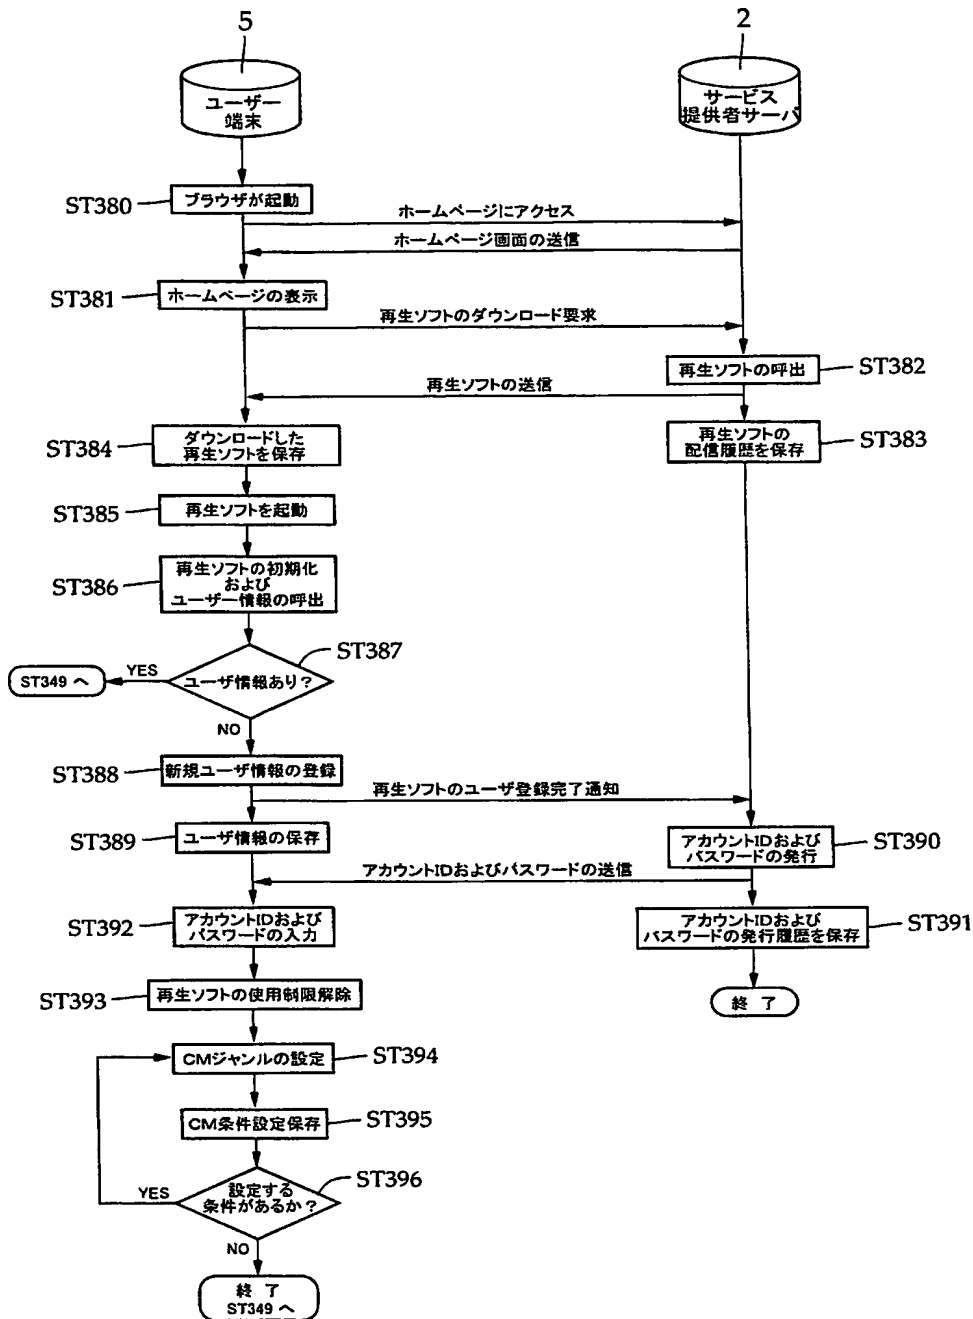 5
2
ユーザー
端末
サービス
提供者サーバ
ST380
ブラウザが起動
ホームページにアクセス
ホームページ画面の送信
ST381
ホームページの表示
再生ソフトのダウンロード要求
再生ソフトの呼出
ST382
再生ソフトの送信
ST384
ダウンロードした
再生ソフトを保存
再生ソフトの
配信履歴を保存
ST383
ST385
再生ソフトを起動
ST386
再生ソフトの初期化
および
ユーザー情報の呼出
ST387
ST349 へ
YES
ユーザ情報あり?
NO
ST388
新規ユーザ情報の登録
再生ソフトのユーザ登録完了通知
ST389
ユーザ情報の保存
アカウントIDおよび
パスワードの発行
ST390
アカウントIDおよびパスワードの送信
ST392
アカウントIDおよび
パスワードの入力
アカウントIDおよび
パスワードの発行履歴を保存
ST391
ST393
再生ソフトの使用制限解除
終 了
CMジャンルの設定
ST394
CM条件設定保存
ST395
ST396
YES
設定する
条件があるか?
NO
終 了
ST349 へ